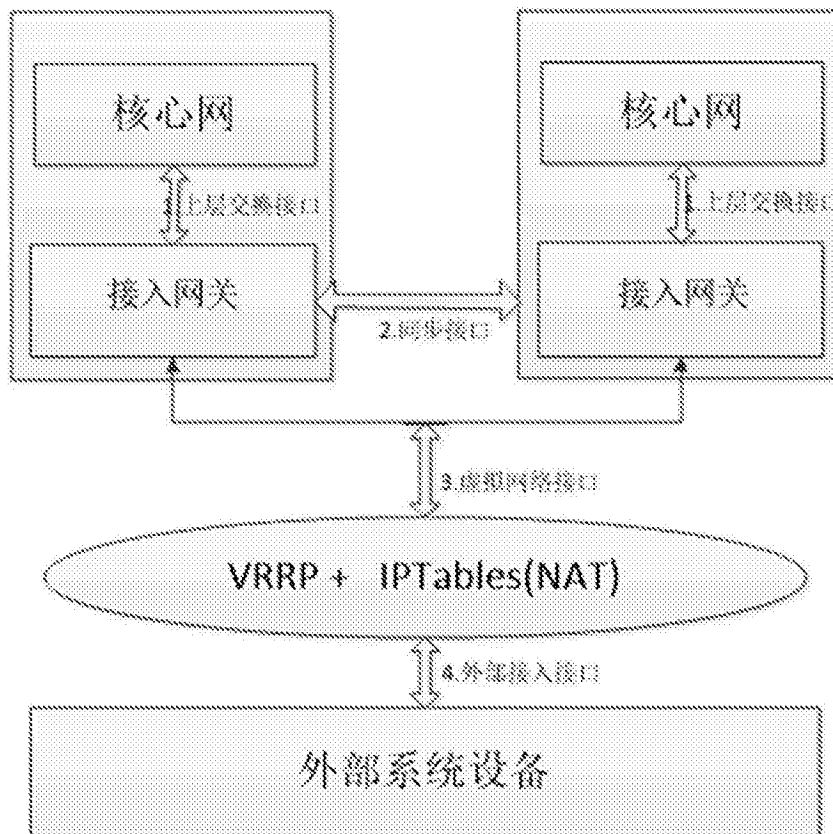 核心网
核心网
1.上层交换接口
1.上层交换接口
接入网关
接入网关
2.同步接口
3.虚拟网络接口
VRRP + IPTables(NAT)
4.外部接入接口
外部系统设备